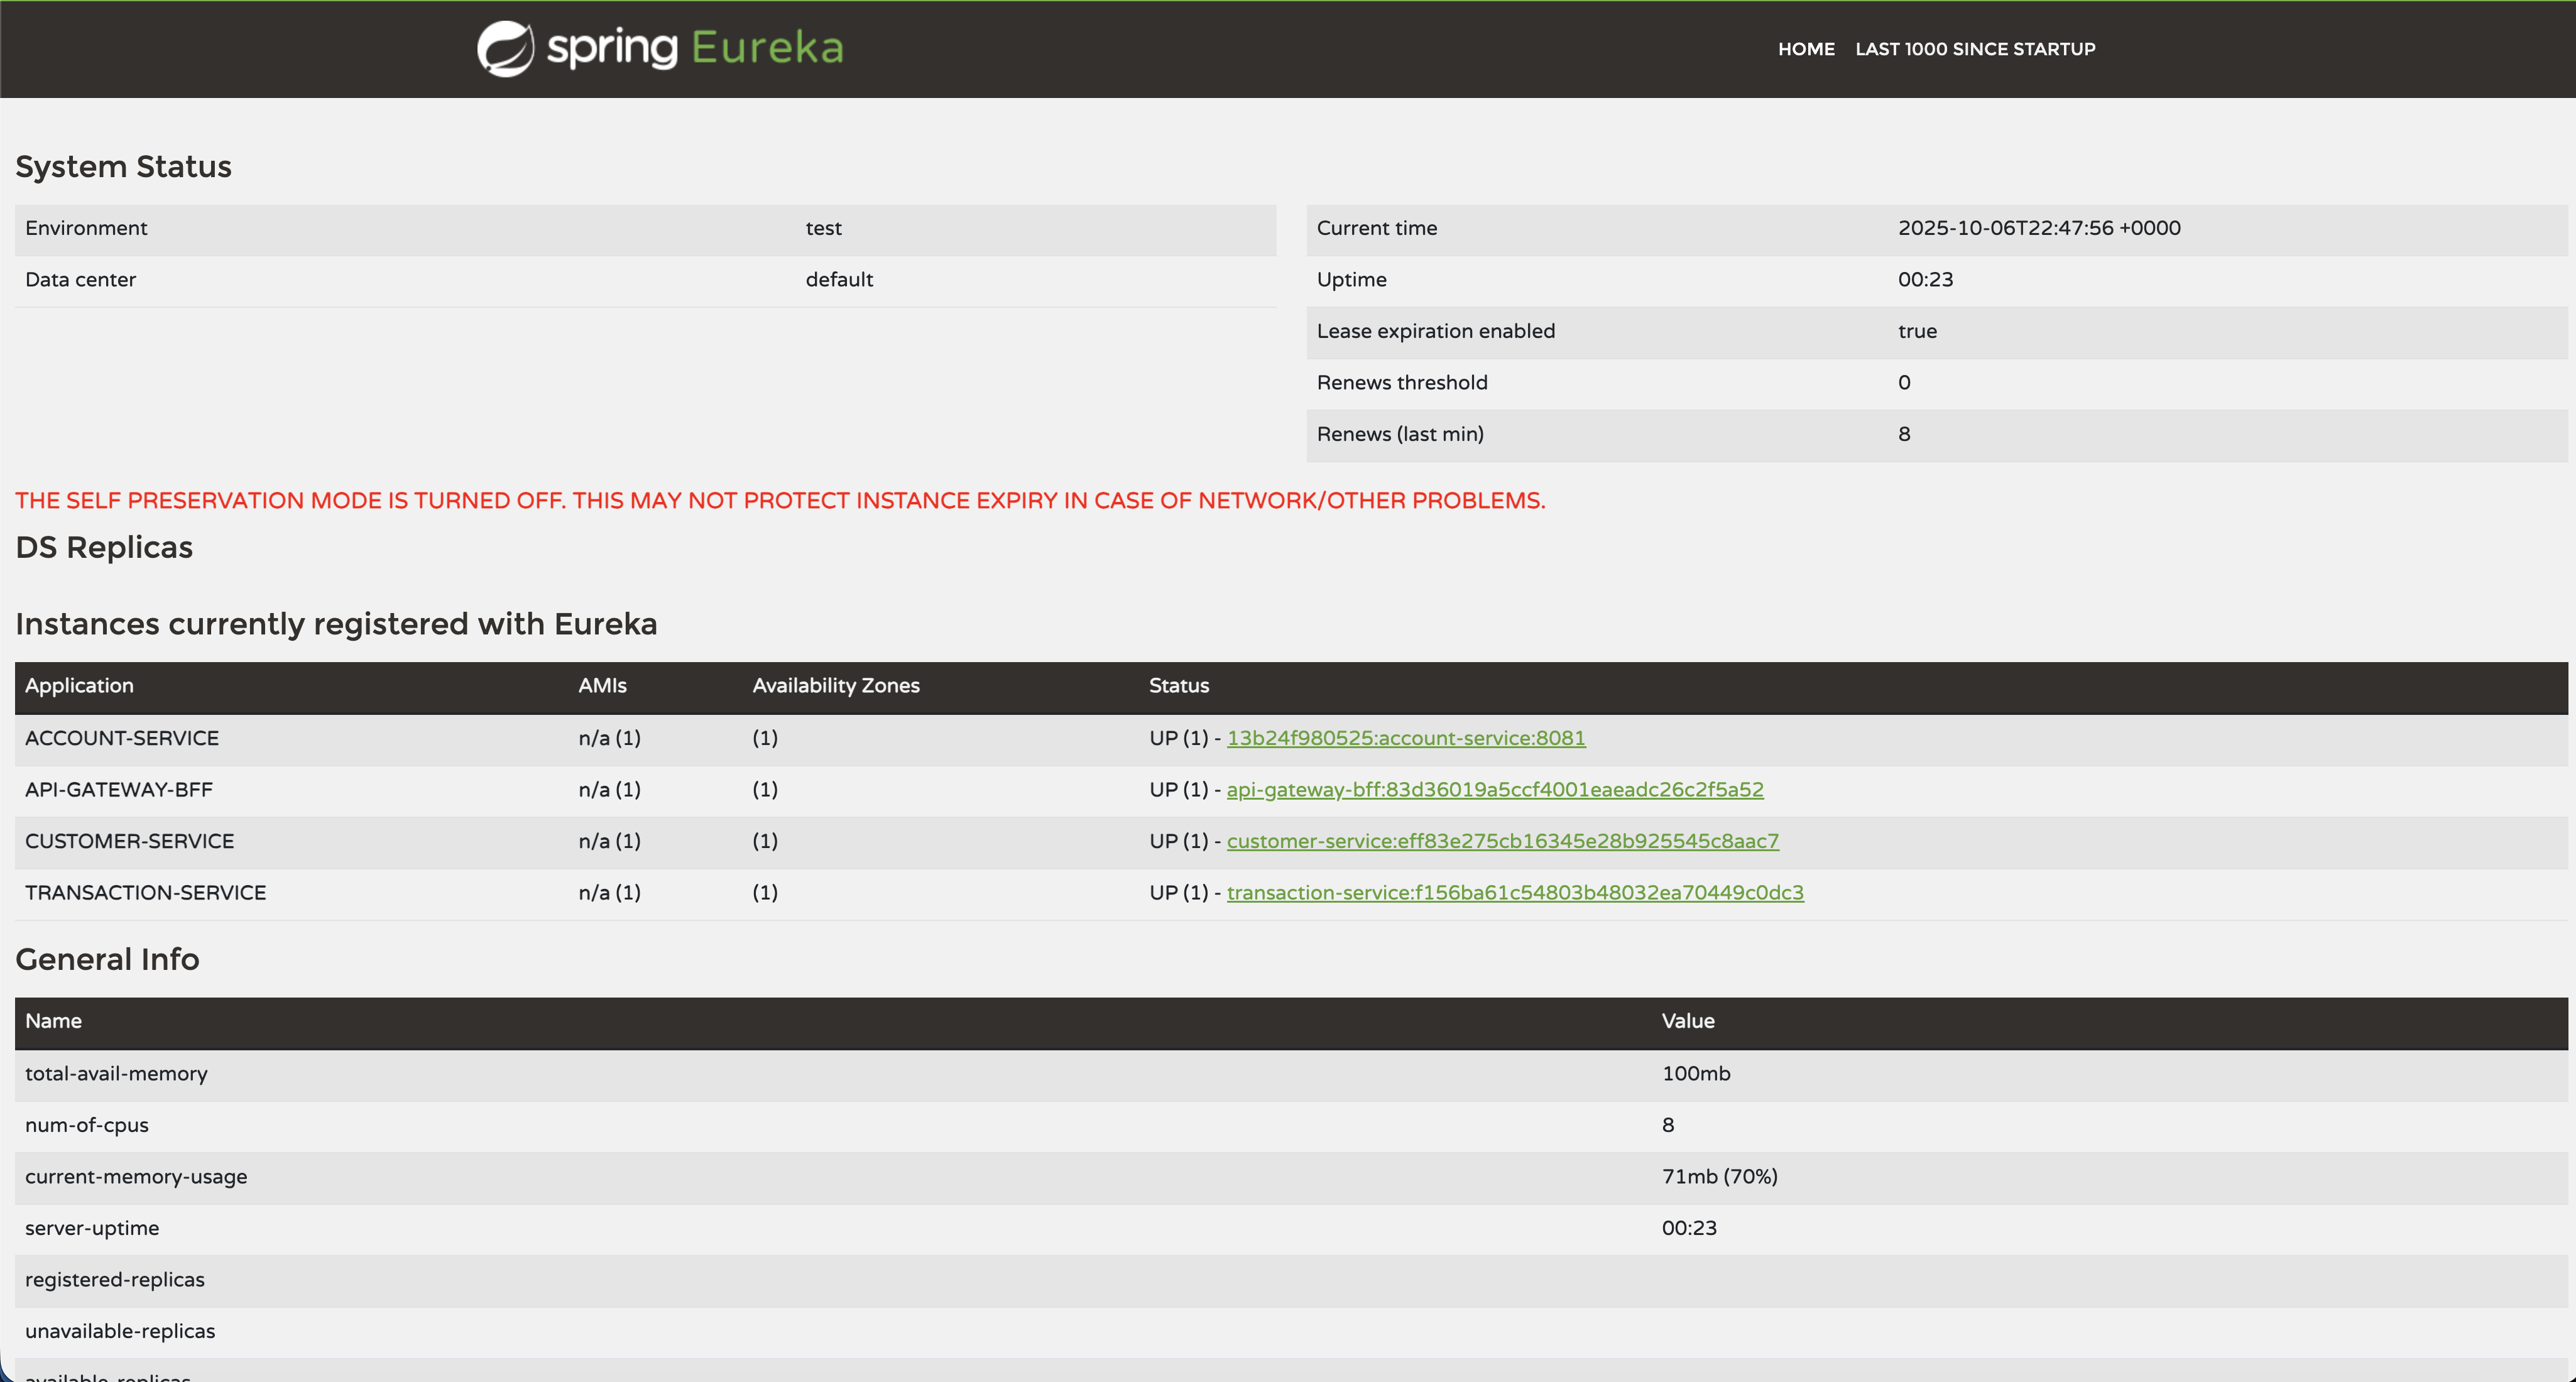 spring Eureka
HOME LAST 1000 SINCE STARTUP
System Status
Environment test
Data center default
Current time 2025-10-06T22:47:56 +0000
Uptime 00:23
Lease expiration enabled true
Renews threshold 0
Renews (last min) 8
THE SELF PRESERVATION MODE IS TURNED OFF. THIS MAY NOT PROTECT INSTANCE EXPIRY IN CASE OF NETWORK/OTHER PROBLEMS.
DS Replicas
Instances currently registered with Eureka
Application AMIs Availability Zones Status
ACCOUNT-SERVICE n/a (1) (1) UP (1) - 13b24f980525:account-service:8081
API-GATEWAY-BFF n/a (1) (1) UP (1) - api-gateway-bff:83d36019a5ccf4001eaeadc26c2f5a52
CUSTOMER-SERVICE n/a (1) (1) UP (1) - customer-service:eff83e275cb16345e28b925545c8aac7
TRANSACTION-SERVICE n/a (1) (1) UP (1) - transaction-service:f156ba61c54803b48032ea70449c0dc3
General Info
Name Value
total-avail-memory 100mb
num-of-cpus 8
current-memory-usage 71mb (70%)
server-uptime 00:23
registered-replicas
unavailable-replicas
available-replicas